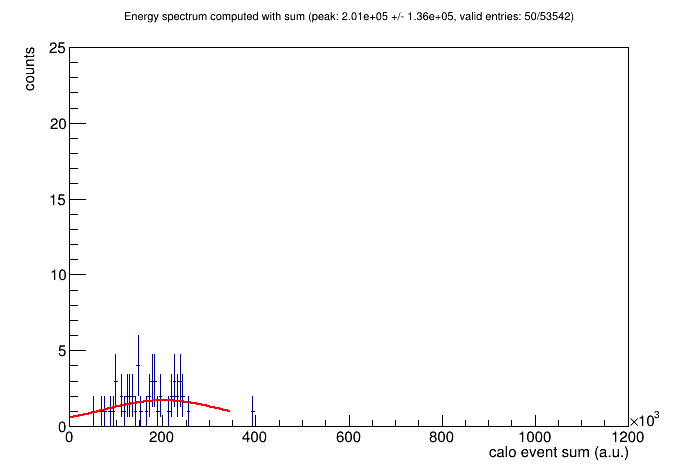 Energy spectrum computed with sum (peak: 2.01e+05 +/- 1.36e+05, valid entries: 50/53542)
counts
25
20
15
10
5
0
0 200 400 600 800 1000 1200
×10³
calo event sum (a.u.)